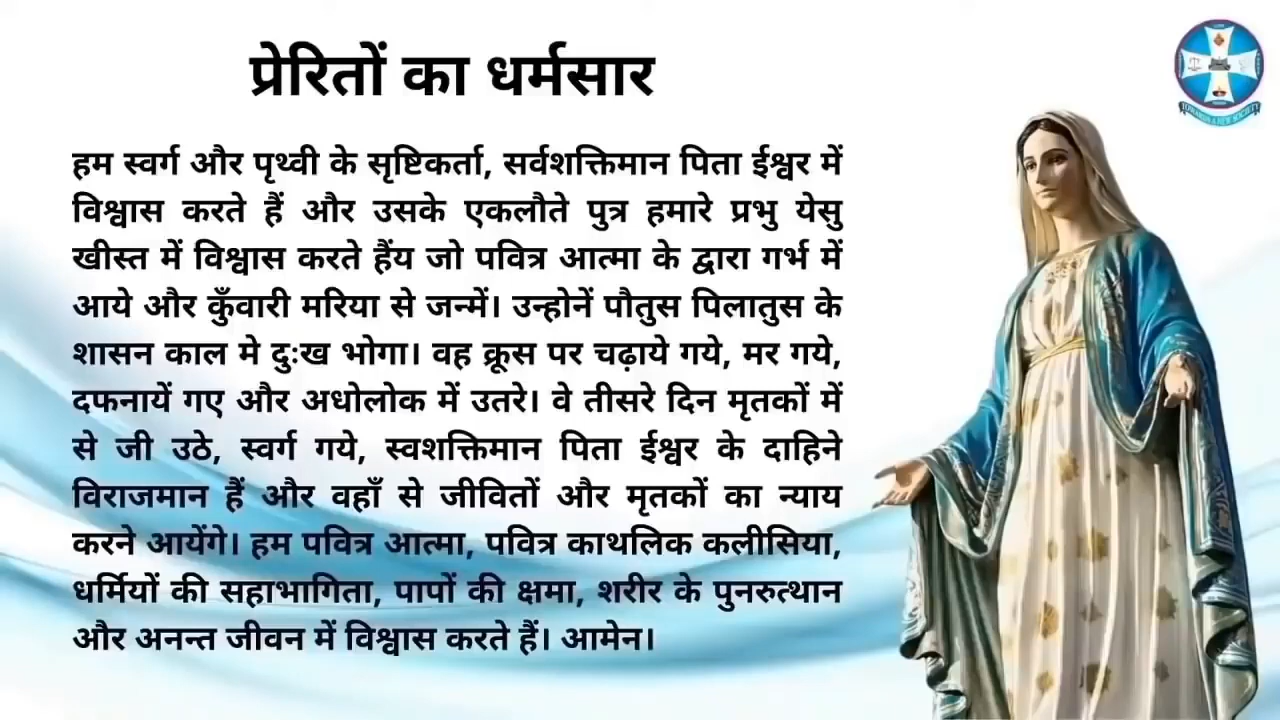 प्रेरितों का धर्मसार
हम स्वर्ग और पृथ्वी के सृष्टिकर्ता, सर्वशक्तिमान पिता ईश्वर में
विश्वास करते हैं और उसके एकलौते पुत्र हमारे प्रभु येसु
खीस्त में विश्वास करते हैंय जो पवित्र आत्मा के द्वारा गर्भ में
आये और कुँवारी मरिया से जन्में। उन्होनें पौतुस पिलातुस के
शासन काल मे दुःख भोगा। वह क्रूस पर चढ़ाये गये, मर गये,
दफनायें गए और अधोलोक में उतरे। वे तीसरे दिन मृतकों में
से जी उठे, स्वर्ग गये, स्वशक्तिमान पिता ईश्वर के दाहिने
विराजमान हैं और वहाँ से जीवितों और मृतकों का न्याय
करने आयेंगे। हम पवित्र आत्मा, पवित्र काथलिक कलीसिया,
धर्मियों की सहाभागिता, पापों की क्षमा, शरीर के पुनरुत्थान
और अनन्त जीवन में विश्वास करते हैं। आमेन।
TOWARDS A NEW SOCIETY